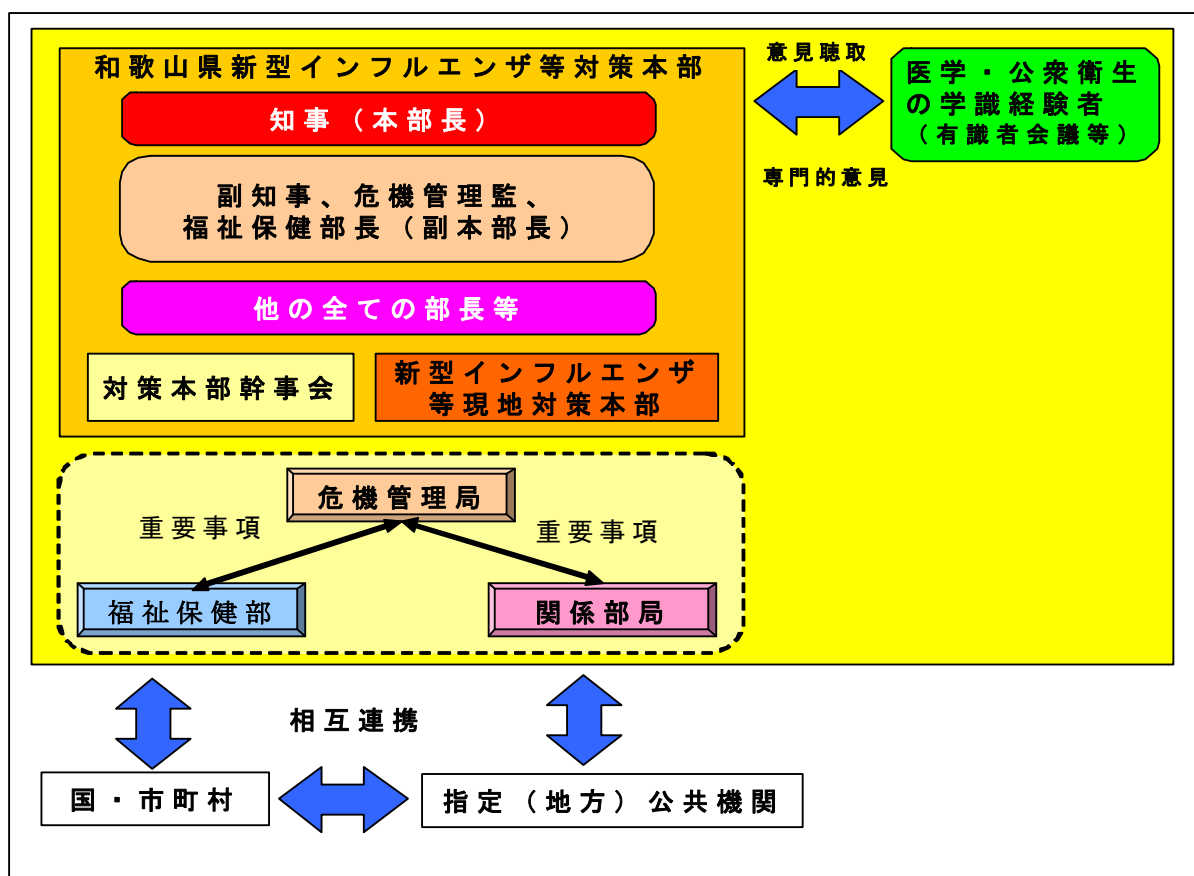 和歌山県新型インフルエンザ等対策本部
知事（本部長）
副知事、危機管理監、
福祉保健部長（副本部長）
他の全ての部長等
対策本部幹事会
新型インフルエンザ
等現地対策本部
意見聴取
専門的意見
医学・公衆衛生
の学識経験者
（有識者会議等）
危機管理局
重要事項
重要事項
福祉保健部
関係部局
相互連携
国・市町村
指定（地方）公共機関